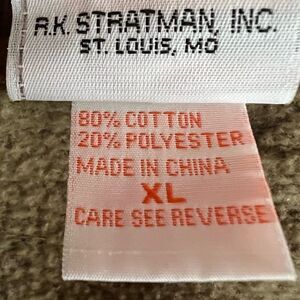 R.K. STRATMAN, INC.
ST. LOUIS, MO
80% COTTON
20% POLYESTER
MADE IN CHINA
XL
CARE SEE REVERSE